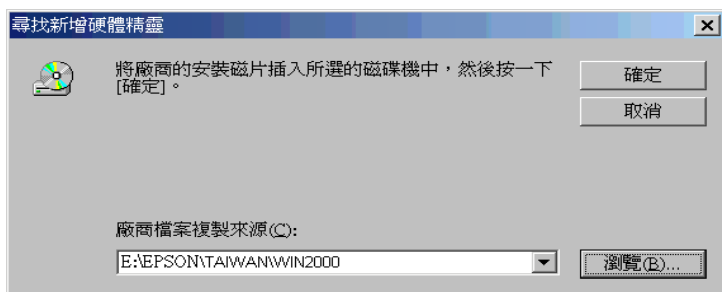 尋找新增硬體精靈
將廠商的安裝磁片插入所選的磁碟機中，然後按一下
[確定]。
確定
取消
廠商檔案複製來源(C):
E:\EPSON\TAIWAN\WIN2000
瀏覽(B)...